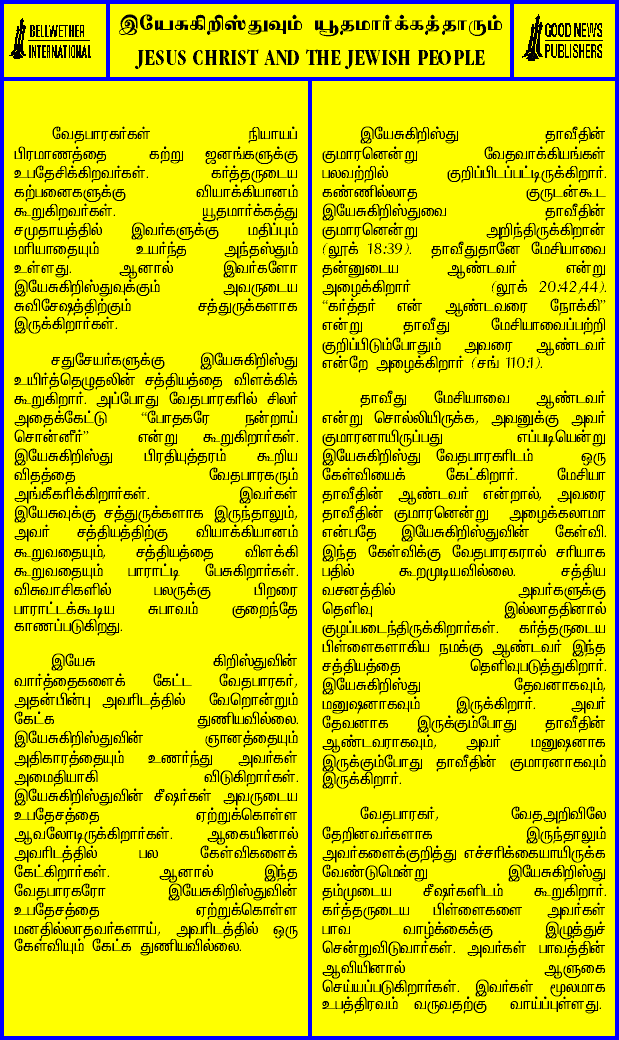 BELLWETHER
INTERNATIONAL
இயேசுகிறிஸ்துவும் யூதமார்க்கத்தாரும்
JESUS CHRIST AND THE JEWISH PEOPLE
GOOD NEWS
PUBLISHERS
வேதபாரகர்கள் நியாயப்
பிரமாணத்தை கற்று ஜனங்களுக்கு
உபதேசிக்கிறவர்கள். கர்த்தருடைய
கற்பனைகளுக்கு வியாக்கியானம்
கூறுகிறவர்கள். யூதமார்க்கத்து
சமுதாயத்தில் இவர்களுக்கு மதிப்பும்
மரியாதையும் உயர்ந்த அந்தஸ்தும்
உள்ளது. ஆனால் இவர்களோ
இயேசுகிறிஸ்துவுக்கும் அவருடைய
சுவிசேஷத்திற்கும் சத்துருக்களாக
இருக்கிறார்கள்.
சதுசேயர்களுக்கு இயேசுகிறிஸ்து
உயிர்த்தெழுதலின் சத்தியத்தை விளக்கிக்
கூறுகிறார். அப்போது வேதபாரகரில் சிலர்
அதைக்கேட்டு “போதகரே நன்றாய்
சொன்னீர்” என்று கூறுகிறார்கள்.
இயேசுகிறிஸ்து பிரதியுத்தரம் கூறிய
விதத்தை வேதபாரகரும்
அங்கீகரிக்கிறார்கள். இவர்கள்
இயேசுவுக்கு சத்துருக்களாக இருந்தாலும்,
அவர் சத்தியத்திற்கு வியாக்கியானம்
கூறுவதையும், சத்தியத்தை விளக்கி
கூறுவதையும் பாராட்டி பேசுகிறார்கள்.
விசுவாசிகளில் பலருக்கு பிறரை
பாராட்டக்கூடிய சுபாவம் குறைந்தே
காணப்படுகிறது.
இயேசு கிறிஸ்துவின்
வார்த்தைகளைக் கேட்ட வேதபாரகர்,
அதன்பின்பு அவரிடத்தில் வேறொன்றும்
கேட்க துணியவில்லை.
இயேசுகிறிஸ்துவின் ஞானத்தையும்
அதிகாரத்தையும் உணர்ந்து அவர்கள்
அமைதியாகி விடுகிறார்கள்.
இயேசுகிறிஸ்துவின் சீஷர்கள் அவருடைய
உபதேசத்தை ஏற்றுக்கொள்ள
ஆவலோடிருக்கிறார்கள். ஆகையினால்
அவரிடத்தில் பல கேள்விகளைக்
கேட்கிறார்கள். ஆனால் இந்த
வேதபாரகரோ இயேசுகிறிஸ்துவின்
உபதேசத்தை ஏற்றுக்கொள்ள
மனதில்லாதவர்களாய், அவரிடத்தில் ஒரு
கேள்வியும் கேட்க துணியவில்லை.
இயேசுகிறிஸ்து தாவீதின்
குமாரனென்று வேதவாக்கியங்கள்
பலவற்றில் குறிப்பிடப்பட்டிருக்கிறார்.
கண்ணில்லாத குருடன்கூட
இயேசுகிறிஸ்துவை தாவீதின்
குமாரனென்று அறிந்திருக்கிறான்
(லூக் 18:39). தாவீதுதானே மேசியாவை
தன்னுடைய ஆண்டவர் என்று
அழைக்கிறார் (லூக் 20:42,44).
“கர்த்தர் என் ஆண்டவரை நோக்கி”
என்று தாவீது மேசியாவைப்பற்றி
குறிப்பிடும்போதும் அவரை ஆண்டவர்
என்றே அழைக்கிறார் (சங் 110:1).
தாவீது மேசியாவை ஆண்டவர்
என்று சொல்லியிருக்க, அவனுக்கு அவர்
குமாரனாயிருப்பது எப்படியென்று
இயேசுகிறிஸ்து வேதபாரகரிடம் ஒரு
கேள்வியைக் கேட்கிறார். மேசியா
தாவீதின் ஆண்டவர் என்றால், அவரை
தாவீதின் குமாரனென்று அழைக்கலாமா
என்பதே இயேசுகிறிஸ்துவின் கேள்வி.
இந்த கேள்விக்கு வேதபாரகரால் சரியாக
பதில் கூறமுடியவில்லை. சத்திய
வசனத்தில் அவர்களுக்கு
தெளிவு இல்லாததினால்
குழப்படைந்திருக்கிறார்கள். கர்த்தருடைய
பிள்ளைகளாகிய நமக்கு ஆண்டவர் இந்த
சத்தியத்தை தெளிவுபடுத்துகிறார்.
இயேசுகிறிஸ்து தேவனாகவும்,
மனுஷனாகவும் இருக்கிறார். அவர்
தேவனாக இருக்கும்போது தாவீதின்
ஆண்டவராகவும், அவர் மனுஷனாக
இருக்கும்போது தாவீதின் குமாரனாகவும்
இருக்கிறார்.
வேதபாரகர், வேதஅறிவிலே
தேறினவர்களாக இருந்தாலும்
அவர்களைக்குறித்து எச்சரிக்கையாயிருக்க
வேண்டுமென்று இயேசுகிறிஸ்து
தம்முடைய சீஷர்களிடம் கூறுகிறார்.
கர்த்தருடைய பிள்ளைகளை அவர்கள்
பாவ வாழ்க்கைக்கு இழுத்துச்
சென்றுவிடுவார்கள். அவர்கள் பாவத்தின்
ஆவியினால் ஆளுகை
செய்யப்படுகிறார்கள். இவர்கள் மூலமாக
உபத்திரவம் வருவதற்கு வாய்ப்புள்ளது.